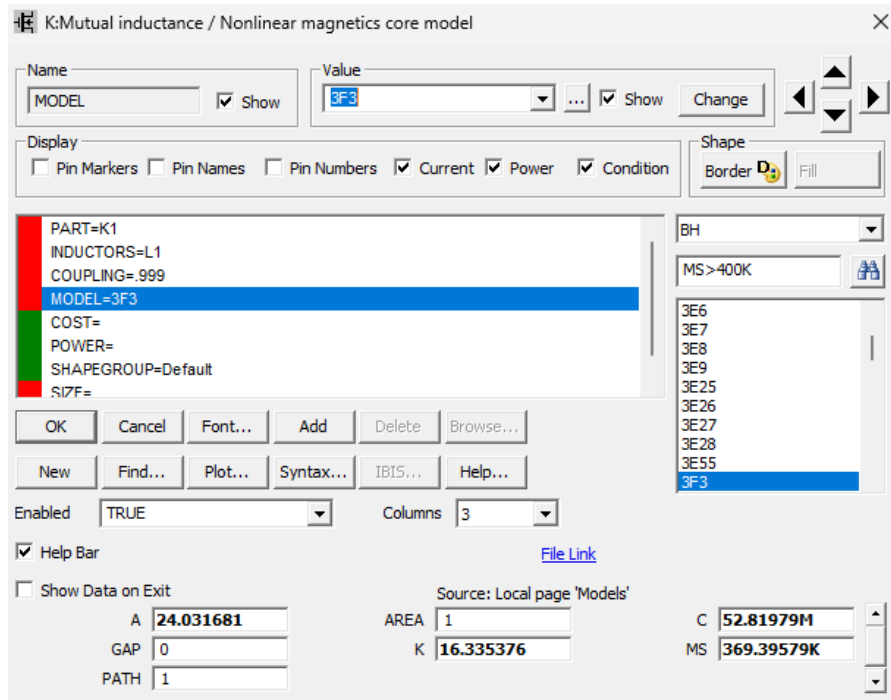 K:Mutual inductance / Nonlinear magnetics core model
Name
MODEL
Show
Value
3F3
...
Show
Change
Display
Pin Markers
Pin Names
Pin Numbers
Current
Power
Condition
Shape
Border
Fill
PART=K1
INDUCTORS=L1
COUPLING=.999
MODEL=3F3
COST=
POWER=
SHAPEGROUP=Default
SIZE=
BH
MS>400K
3E6
3E7
3E8
3E9
3E25
3E26
3E27
3E28
3E55
3F3
OK
Cancel
Font...
Add
Delete
Browse...
New
Find...
Plot...
Syntax...
IBIS...
Help...
Enabled
TRUE
Columns
3
Help Bar
File Link
Show Data on Exit
Source: Local page 'Models'
A 24.031681
AREA 1
C 52.81979M
GAP 0
K 16.335376
MS 369.39579K
PATH 1